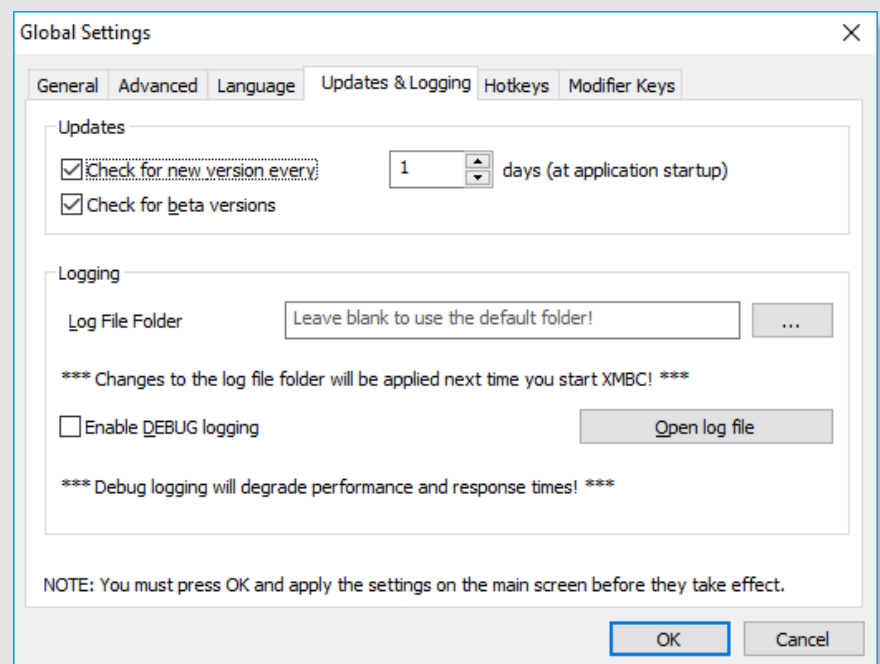 Global Settings
General Advanced Language Updates & Logging Hotkeys Modifier Keys
Updates
Check for new version every 1 days (at application startup)
Check for beta versions
Logging
Log File Folder Leave blank to use the default folder! ...
*** Changes to the log file folder will be applied next time you start XMBC! ***
Enable DEBUG logging Open log file
*** Debug logging will degrade performance and response times! ***
NOTE: You must press OK and apply the settings on the main screen before they take effect.
OK Cancel